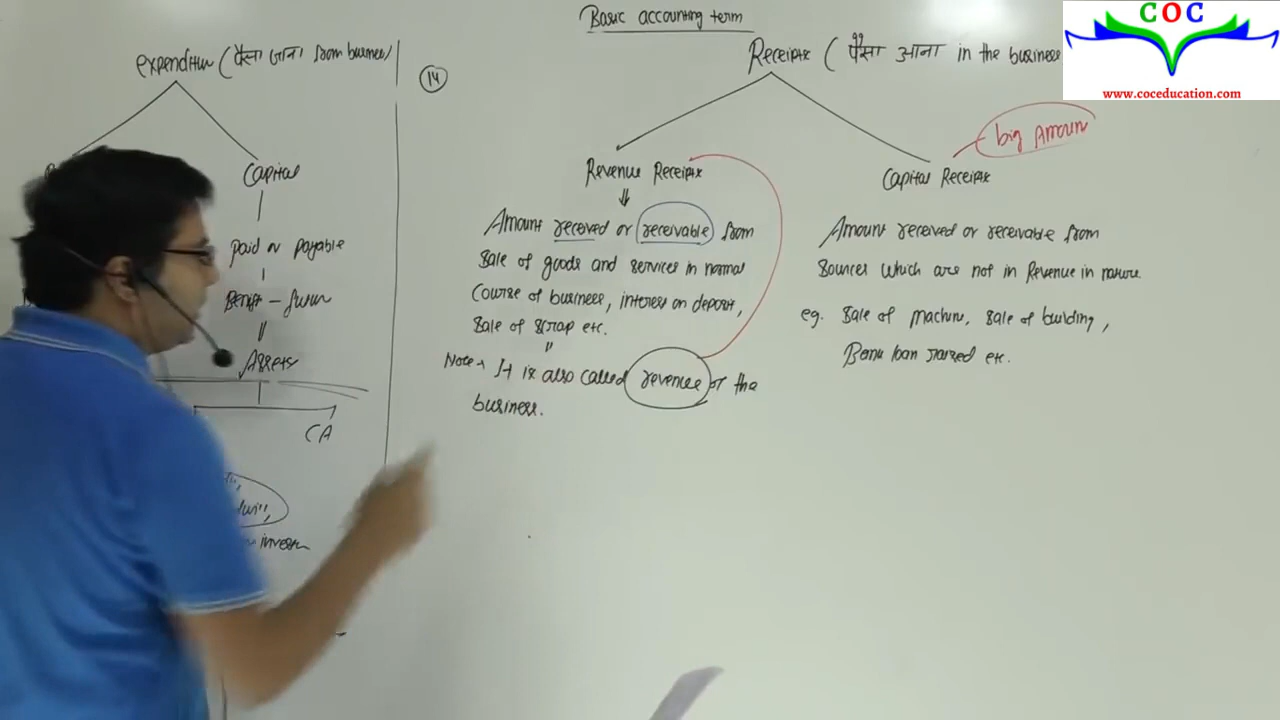 Basic accounting term
COC
www.coceducation.com
expenditure (पैसा जाना from business)
Capital
Paid or payable
Assets
CA
14
Receipts ( पैसा आना in the business
Revenue Receipts
Amount received or receivable from
Sale of goods and services in normal
Course of business, interest on deposit,
Sale of scrap etc.
Note → It is also called revenue of the
business.
big Amount
Capital Receipts
Amount received or receivable from
Sources which are not in Revenue in nature.
eg. Sale of machine, Sale of building,
Bank loan raised etc.